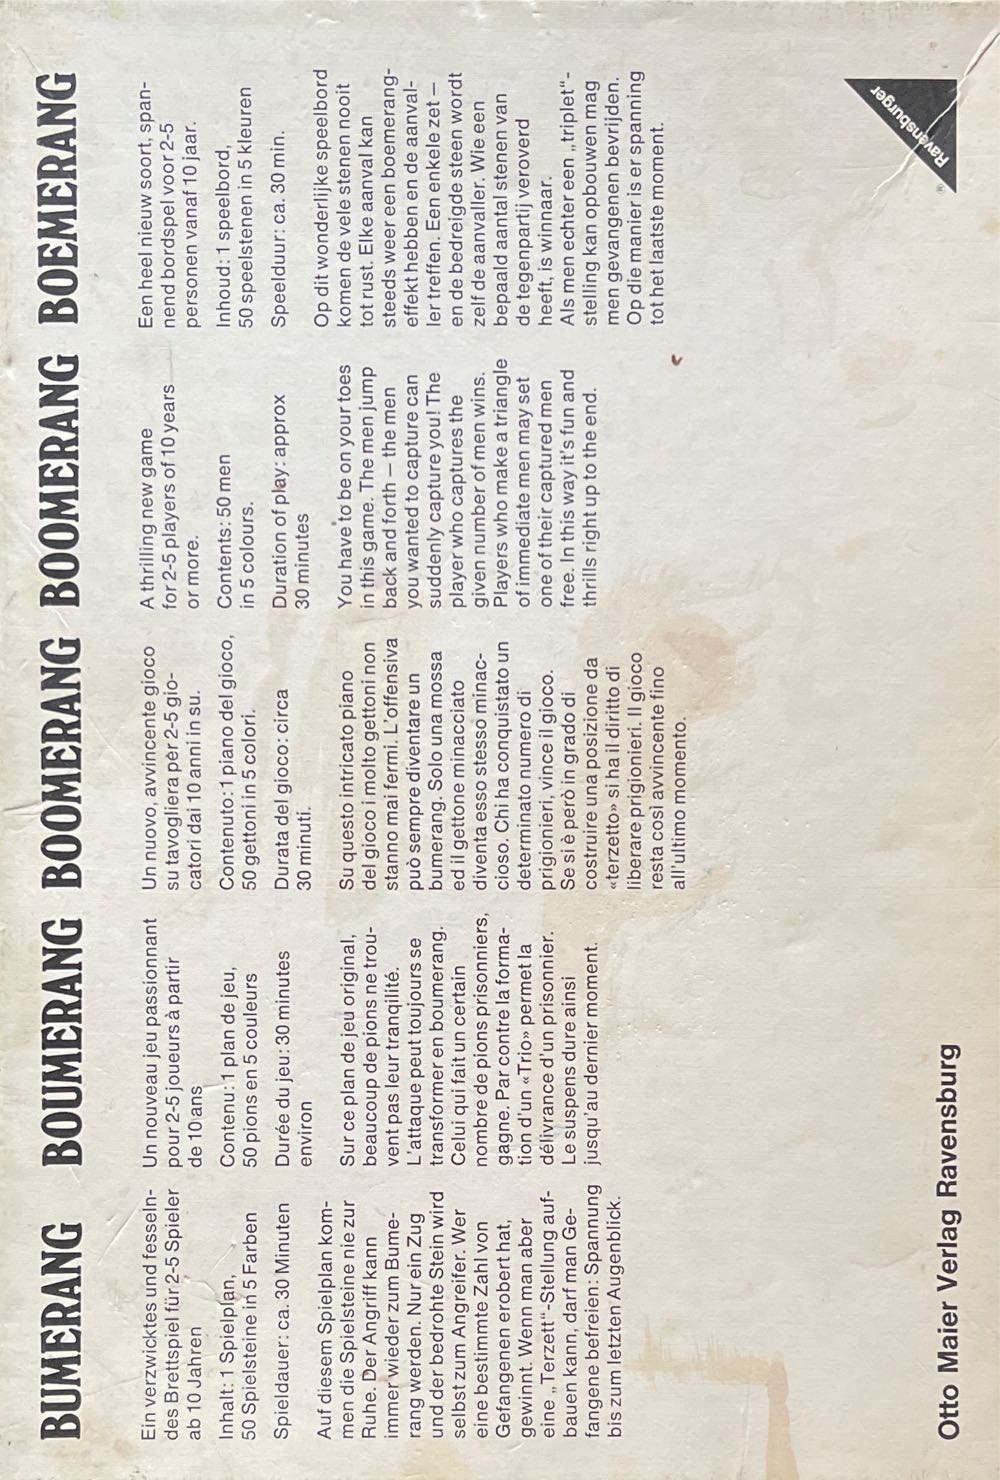 BUMERANG
Ein verzwicktes und fesseln-
des Brettspiel für 2-5 Spieler
ab 10 Jahren
Inhalt: 1 Spielplan,
50 Spielsteine in 5 Farben
Spieldauer: ca. 30 Minuten
Auf diesem Spielplan kom-
men die Spielsteine nie zur
Ruhe. Der Angriff kann
immer wieder zum Bume-
rang werden. Nur ein Zug
und der bedrohte Stein wird
selbst zum Angreifer. Wer
eine bestimmte Zahl von
Gefangenen erobert hat,
gewinnt. Wenn man aber
eine „Terzett“-Stellung auf-
bauen kann, darf man Ge-
fangene befreien: Spannung
bis zum letzten Augenblick.
BOUMERANG
Un nouveau jeu passionnant
pour 2-5 joueurs à partir
de 10 ans
Contenu: 1 plan de jeu,
50 pions en 5 couleurs
Durée du jeu: 30 minutes
environ
Sur ce plan de jeu original,
beaucoup de pions ne trou-
vent pas leur tranqilité.
L'attaque peut toujours se
transformer en boumerang.
Celui qui fait un certain
nombre de pions prisonniers,
gagne. Par contre la forma-
tion d'un «Trio» permet la
délivrance d'un prisonnier.
Le suspens dure ainsi
jusqu'au dernier moment.
BOOMERANG
Un nuovo, avvincente gioco
su tavogliera pèr 2-5 gio-
catori dai 10 anni in su.
Contenuto: 1 piano del gioco,
50 gettoni in 5 colori.
Durata del gioco: circa
30 minuti.
Su questo intricato piano
del gioco i molto gettoni non
stanno mai fermi. L'offensiva
può sempre diventare un
bumerang. Solo una mossa
ed il gettone minacciato
diventa esso stesso minac-
cioso. Chi ha conquistato un
determinato numero di
prigionieri, vince il gioco.
Se si è però in grado di
costruire una posizione da
«terzetto» si ha il diritto di
liberare prigionieri. Il gioco
resta così avvincente fino
all'ultimo momento.
BOOMERANG
A thrilling new game
for 2-5 players of 10 years
or more.
Contents: 50 men
in 5 colours.
Duration of play: approx
30 minutes
You have to be on your toes
in this game. The men jump
back and forth – the men
you wanted to capture can
suddenly capture you! The
player who captures the
given number of men wins.
Players who make a triangle
of immediate men may set
one of their captured men
free. In this way it's fun and
thrills right up to the end.
BOEMERANG
Een heel nieuw soort, span-
nend bordspel voor 2-5
personen vanaf 10 jaar.
Inhoud: 1 speelbord,
50 speelstenen in 5 kleuren
Speelduur: ca. 30 min.
Op dit wonderlijke speelbord
komen de vele stenen nooit
tot rust. Elke aanval kan
steeds weer een boemerang-
effekt hebben en de aanval-
ler treffen. Een enkele zet –
en de bedreigde steen wordt
zelf de aanvaller. Wie een
bepaald aantal stenen van
de tegenpartij veroverd
heeft, is winnaar.
Als men echter een „triplet“-
stelling kan opbouwen mag
men gevangenen bevrijden.
Op die manier is er spanning
tot het laatste moment.
Otto Maier Verlag Ravensburg
Ravensburger
®